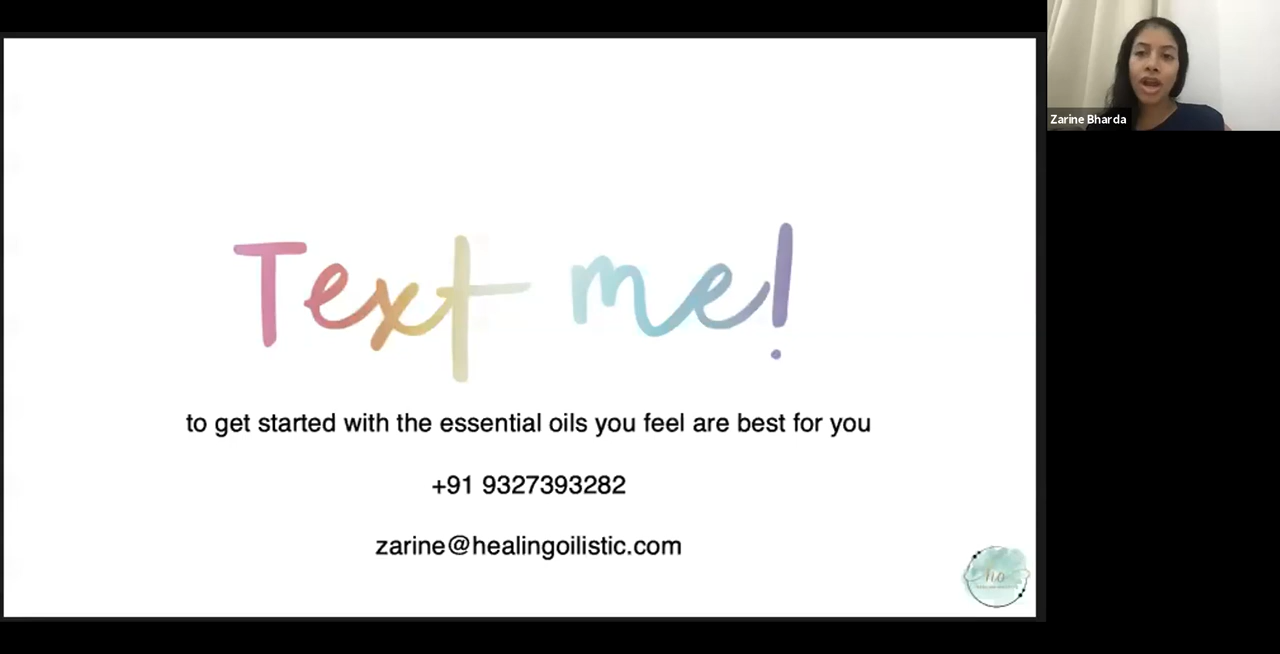 Text me!
to get started with the essential oils you feel are best for you
+91 9327393282
zarine@healingoilistic.com
ho
Zarine Bharda